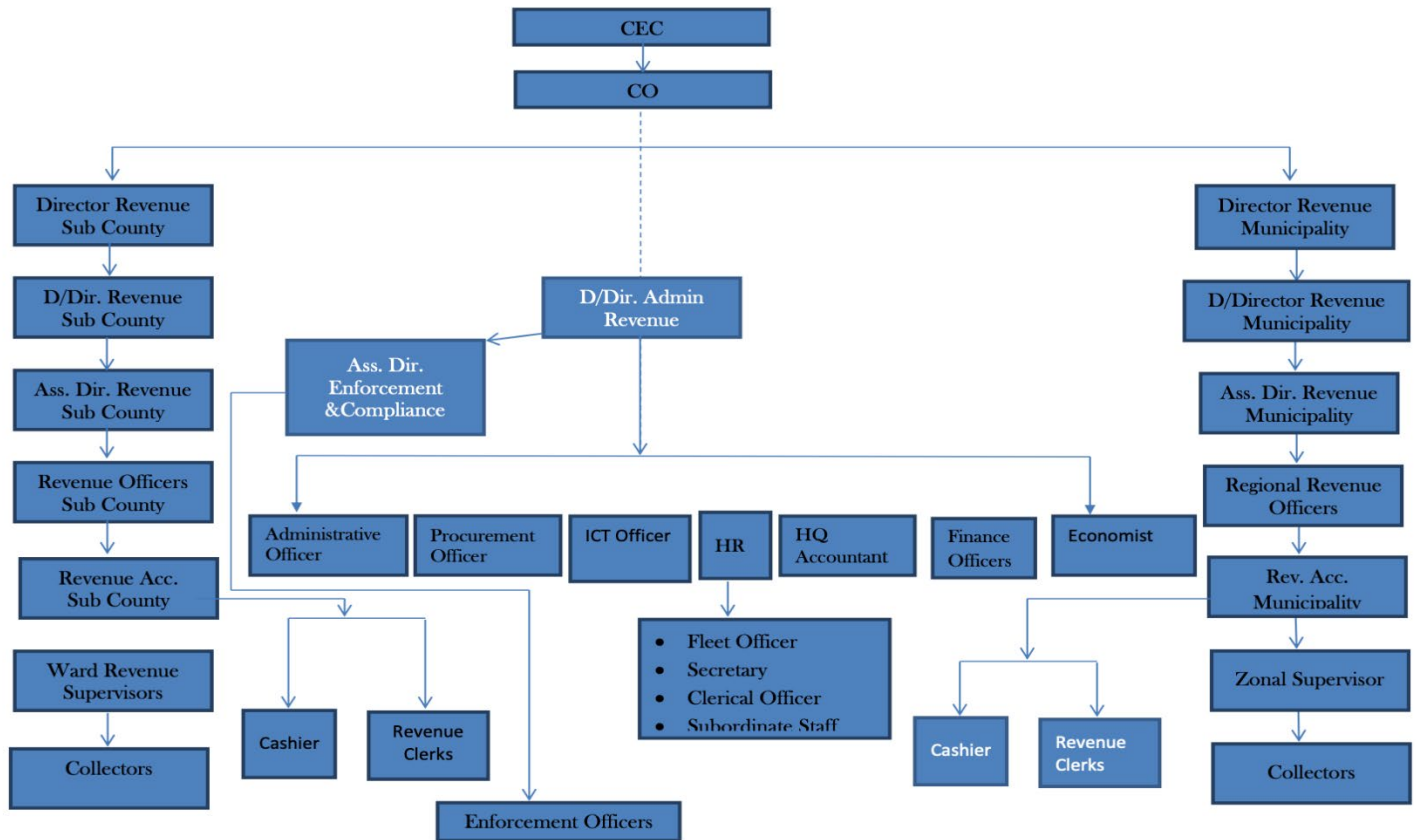 CEC
CO
Director Revenue
Sub County
Director Revenue
Municipality
D/Dir. Revenue
Sub County
D/Dir. Admin
Revenue
D/Director Revenue
Municipality
Ass. Dir.
Enforcement
&Compliance
Ass. Dir. Revenue
Sub County
Ass. Dir. Revenue
Municipality
Revenue Officers
Sub County
Regional Revenue
Officers
Administrative
Officer
Procurement
Officer
ICT Officer
HR
HQ
Accountant
Finance
Officers
Economist
Revenue Acc.
Sub County
Rev. Acc.
Municipality
• Fleet Officer
• Secretary
• Clerical Officer
• Subordinate Staff
Ward Revenue
Supervisors
Zonal Supervisor
Cashier
Revenue
Clerks
Cashier
Revenue
Clerks
Collectors
Collectors
Enforcement Officers